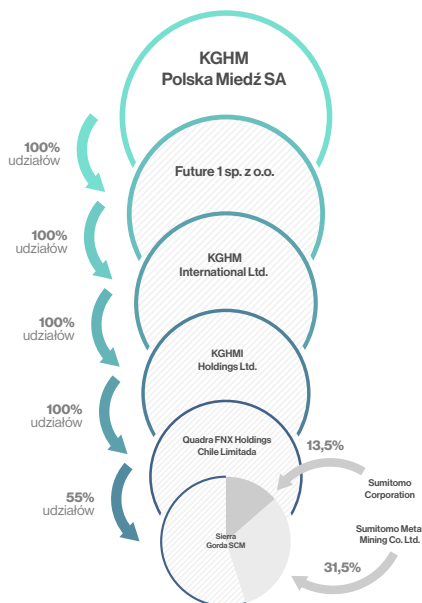 KGHM
Polska Miedź SA
100%
udziałów
Future 1 sp. z o.o.
100%
udziałów
KGHM
International Ltd.
100%
udziałów
KGHMI
Holdings Ltd.
100%
udziałów
Quadra FNX Holdings
Chile Limitada
13,5%
Sumitomo
Corporation
55%
udziałów
Sierra
Gorda SCM
Sumitomo Meta
Mining Co. Ltd.
31,5%